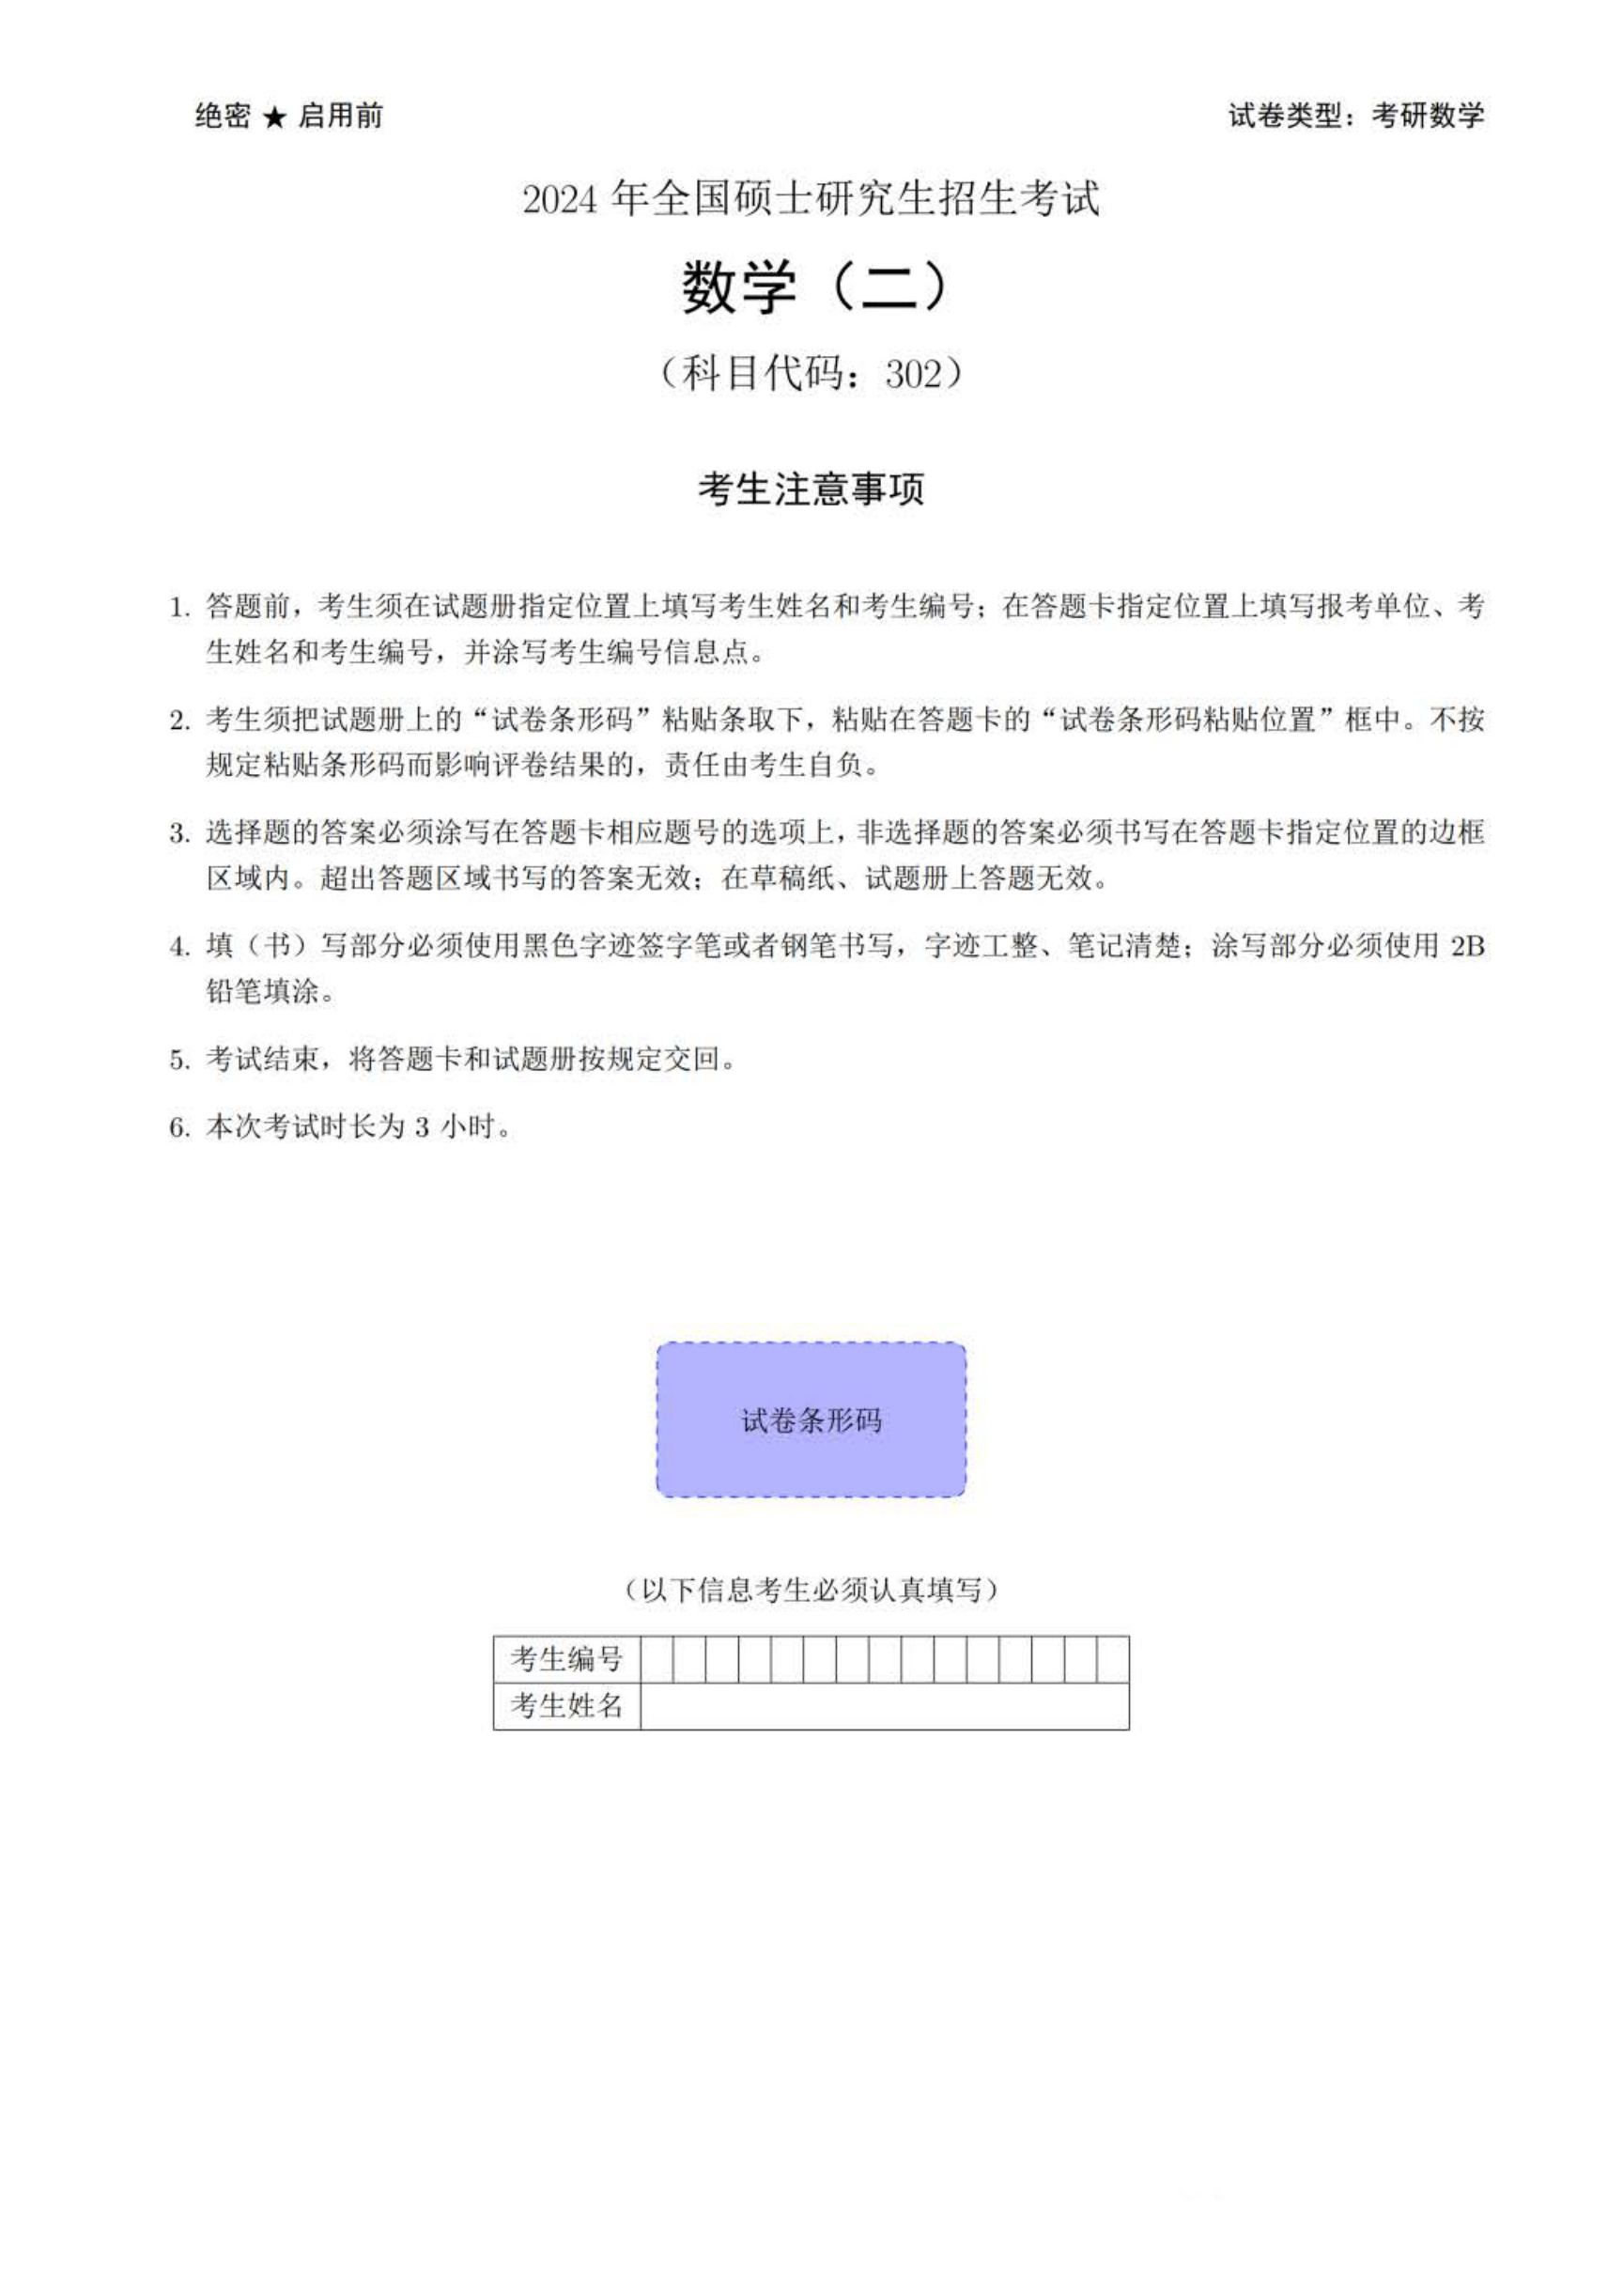 绝密 ★ 启用前
试卷类型：考研数学
2024 年全国硕士研究生招生考试
数学（二）
（科目代码：302）
考生注意事项
1. 答题前，考生须在试题册指定位置上填写考生姓名和考生编号；在答题卡指定位置上填写报考单位、考
生姓名和考生编号，并涂写考生编号信息点。
2. 考生须把试题册上的“试卷条形码”粘贴条取下，粘贴在答题卡的“试卷条形码粘贴位置”框中。不按
规定粘贴条形码而影响评卷结果的，责任由考生自负。
3. 选择题的答案必须涂写在答题卡相应题号的选项上，非选择题的答案必须书写在答题卡指定位置的边框
区域内。超出答题区域书写的答案无效；在草稿纸、试题册上答题无效。
4. 填（书）写部分必须使用黑色字迹签字笔或者钢笔书写，字迹工整、笔记清楚；涂写部分必须使用 2B
铅笔填涂。
5. 考试结束，将答题卡和试题册按规定交回。
6. 本次考试时长为 3 小时。
试卷条形码
（以下信息考生必须认真填写）
考生编号
考生姓名